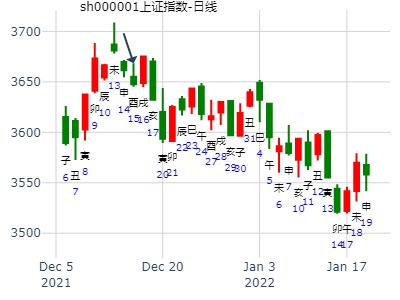 sh000001上证指数-日线
3700
3650
3600
3550
3500
子
6
丑
7
寅
8
卯
9
辰
10
未
13
申
14
酉
15
戌
16
亥
17
寅
20
卯
21
辰
22
巳
23
午
24
酉
27
戌
28
亥
29
子
30
丑
31
巳
4
午
5
未
6
申
7
亥
10
子
11
丑
12
寅
13
卯
14
午
17
未
18
申
19
Dec 5
2021
Dec 20
Jan 3
2022
Jan 17